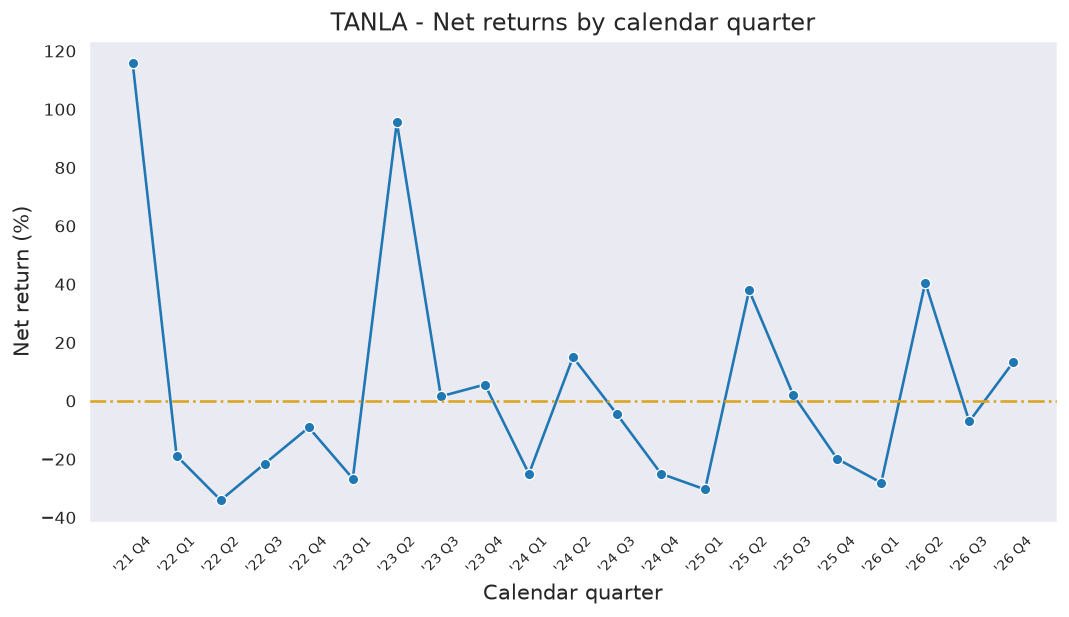 TANLA - Net returns by calendar quarter
Net return (%)
120
100
80
60
40
20
0
−20
−40
'21 Q4
'22 Q1
'22 Q2
'22 Q3
'22 Q4
'23 Q1
'23 Q2
'23 Q3
'23 Q4
'24 Q1
'24 Q2
'24 Q3
'24 Q4
'25 Q1
'25 Q2
'25 Q3
'25 Q4
'26 Q1
'26 Q2
'26 Q3
'26 Q4
Calendar quarter